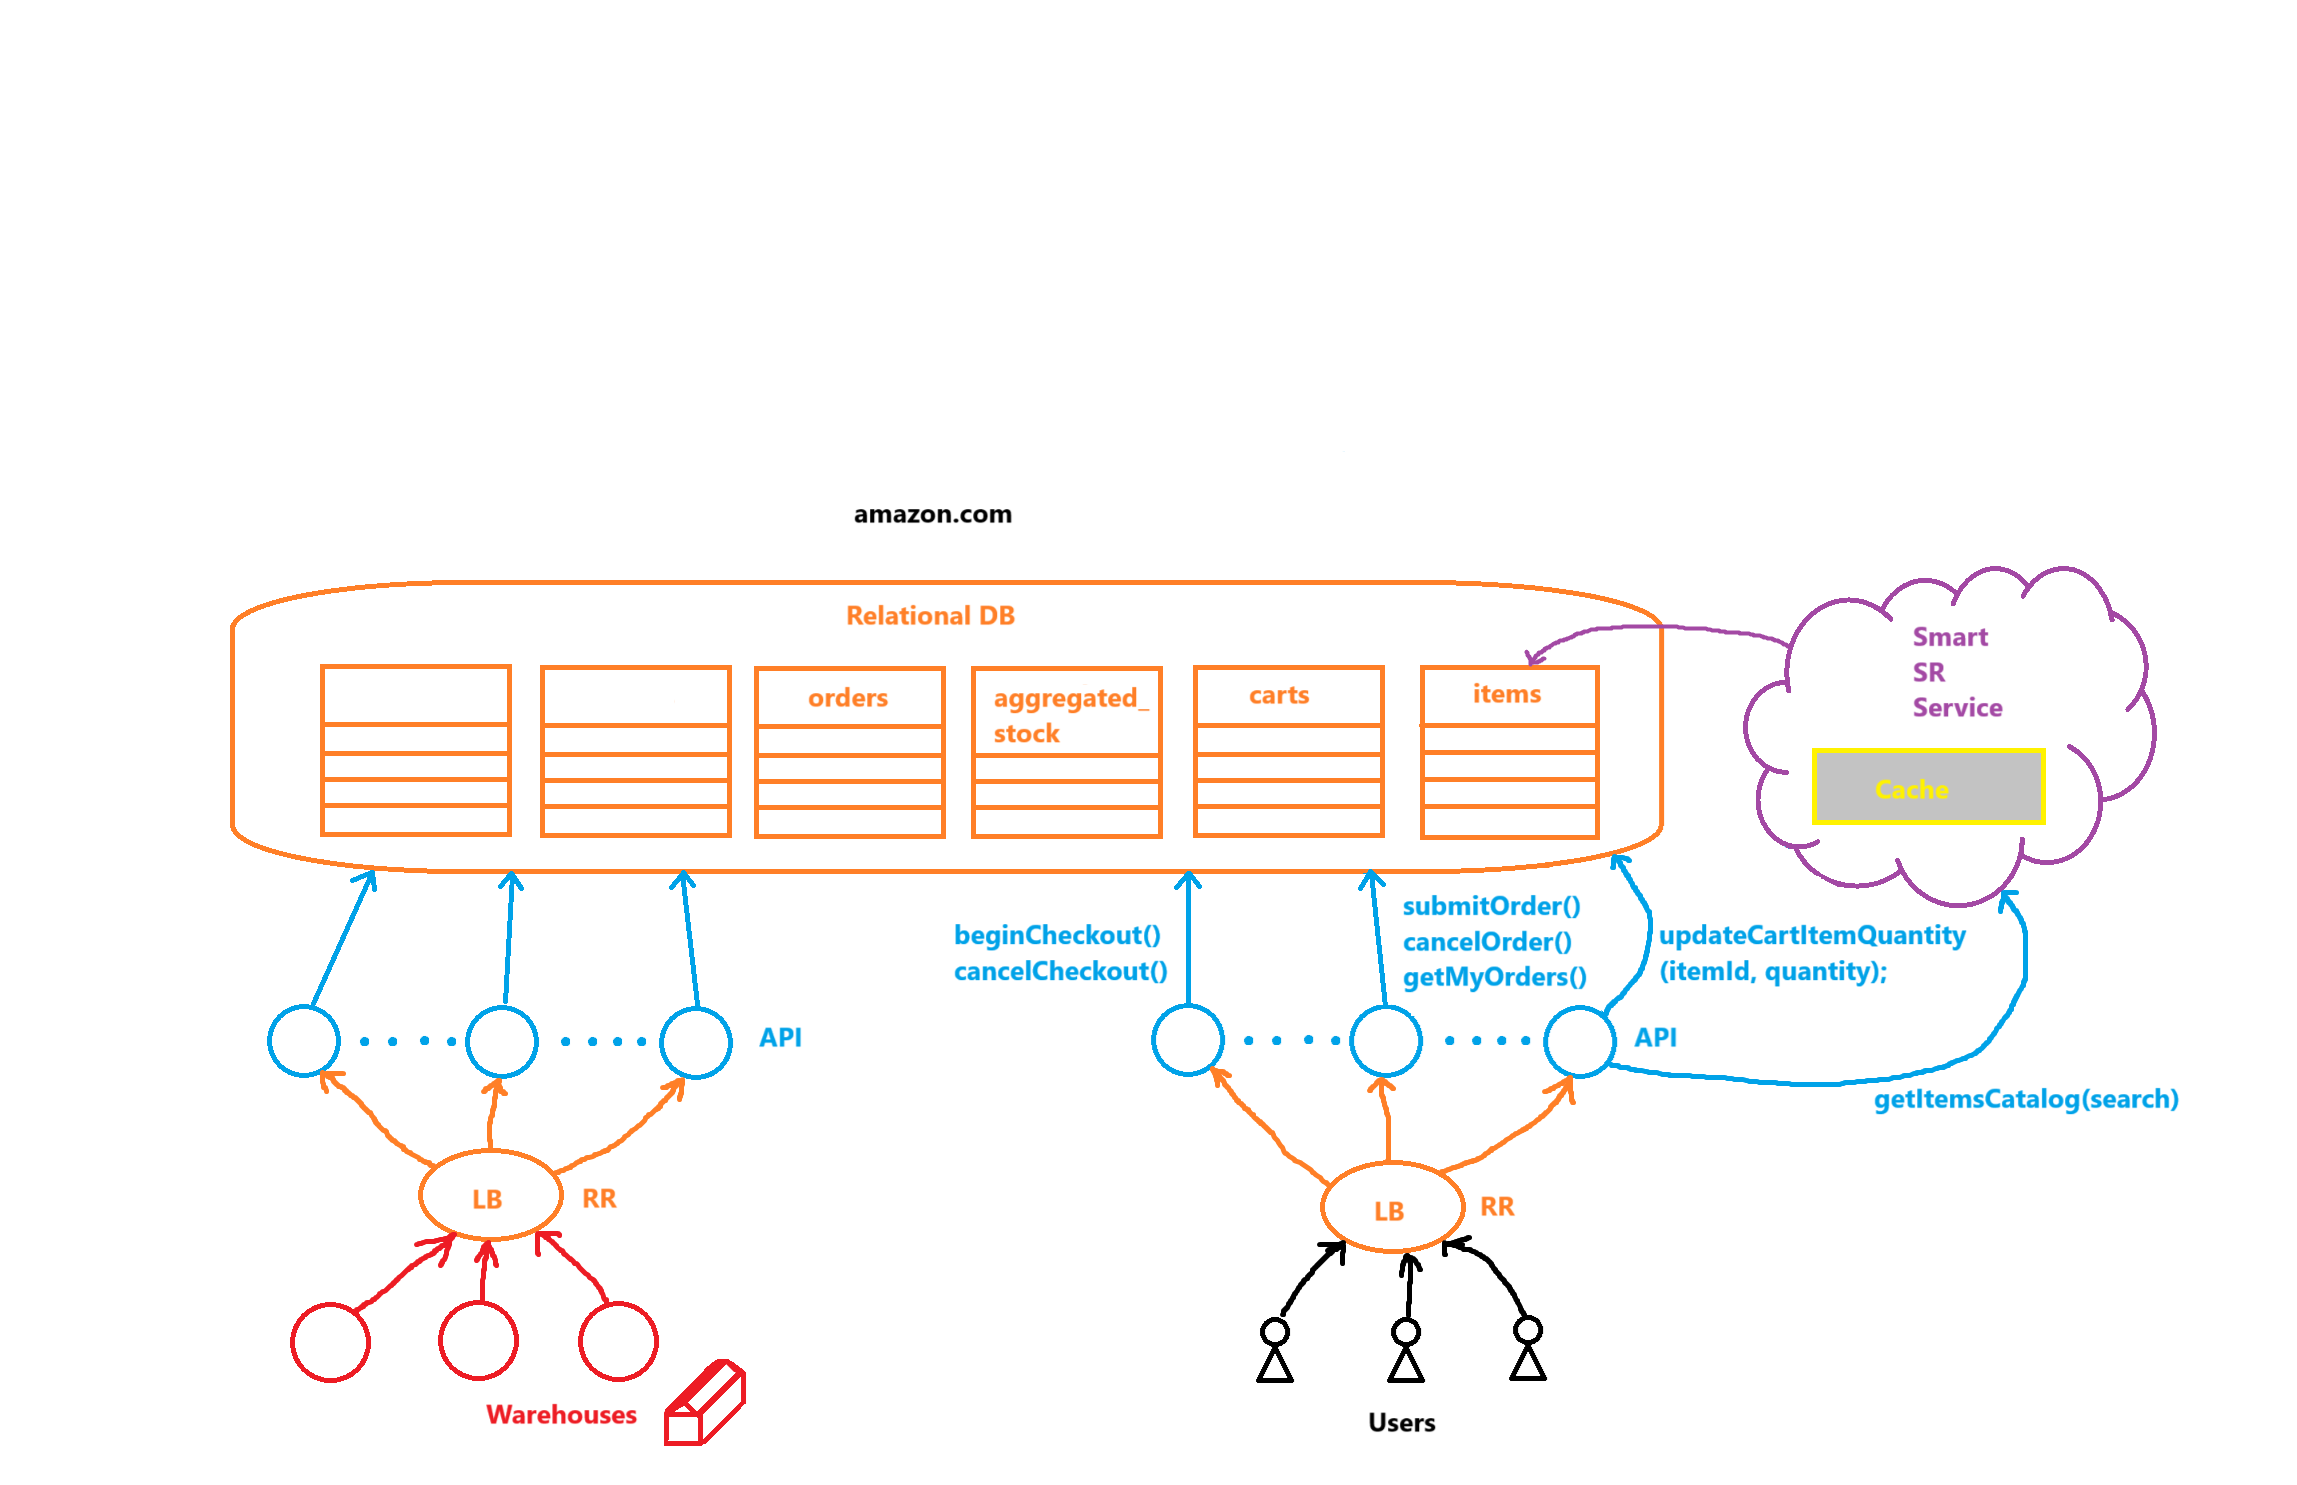 amazon.com
Relational DB
orders
aggregated_
stock
carts
items
Smart
SR
Service
Cache
beginCheckout()
cancelCheckout()
submitOrder()
cancelOrder()
getMyOrders()
updateCartItemQuantity
(itemId, quantity);
API
API
getItemsCatalog(search)
LB
RR
LB
RR
Warehouses
Users